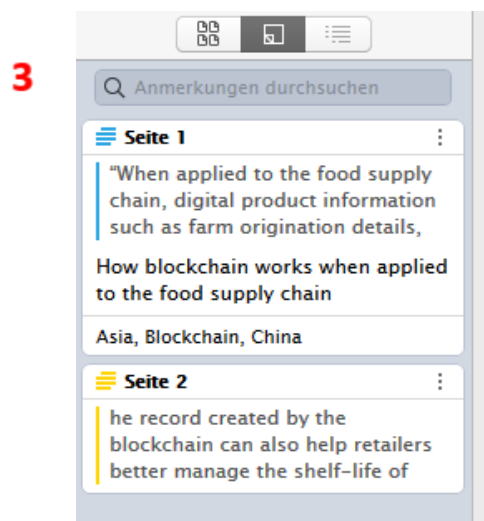 3
Anmerkungen durchsuchen
Seite 1
"When applied to the food supply
chain, digital product information
such as farm origination details,
How blockchain works when applied
to the food supply chain
Asia, Blockchain, China
Seite 2
he record created by the
blockchain can also help retailers
better manage the shelf-life of